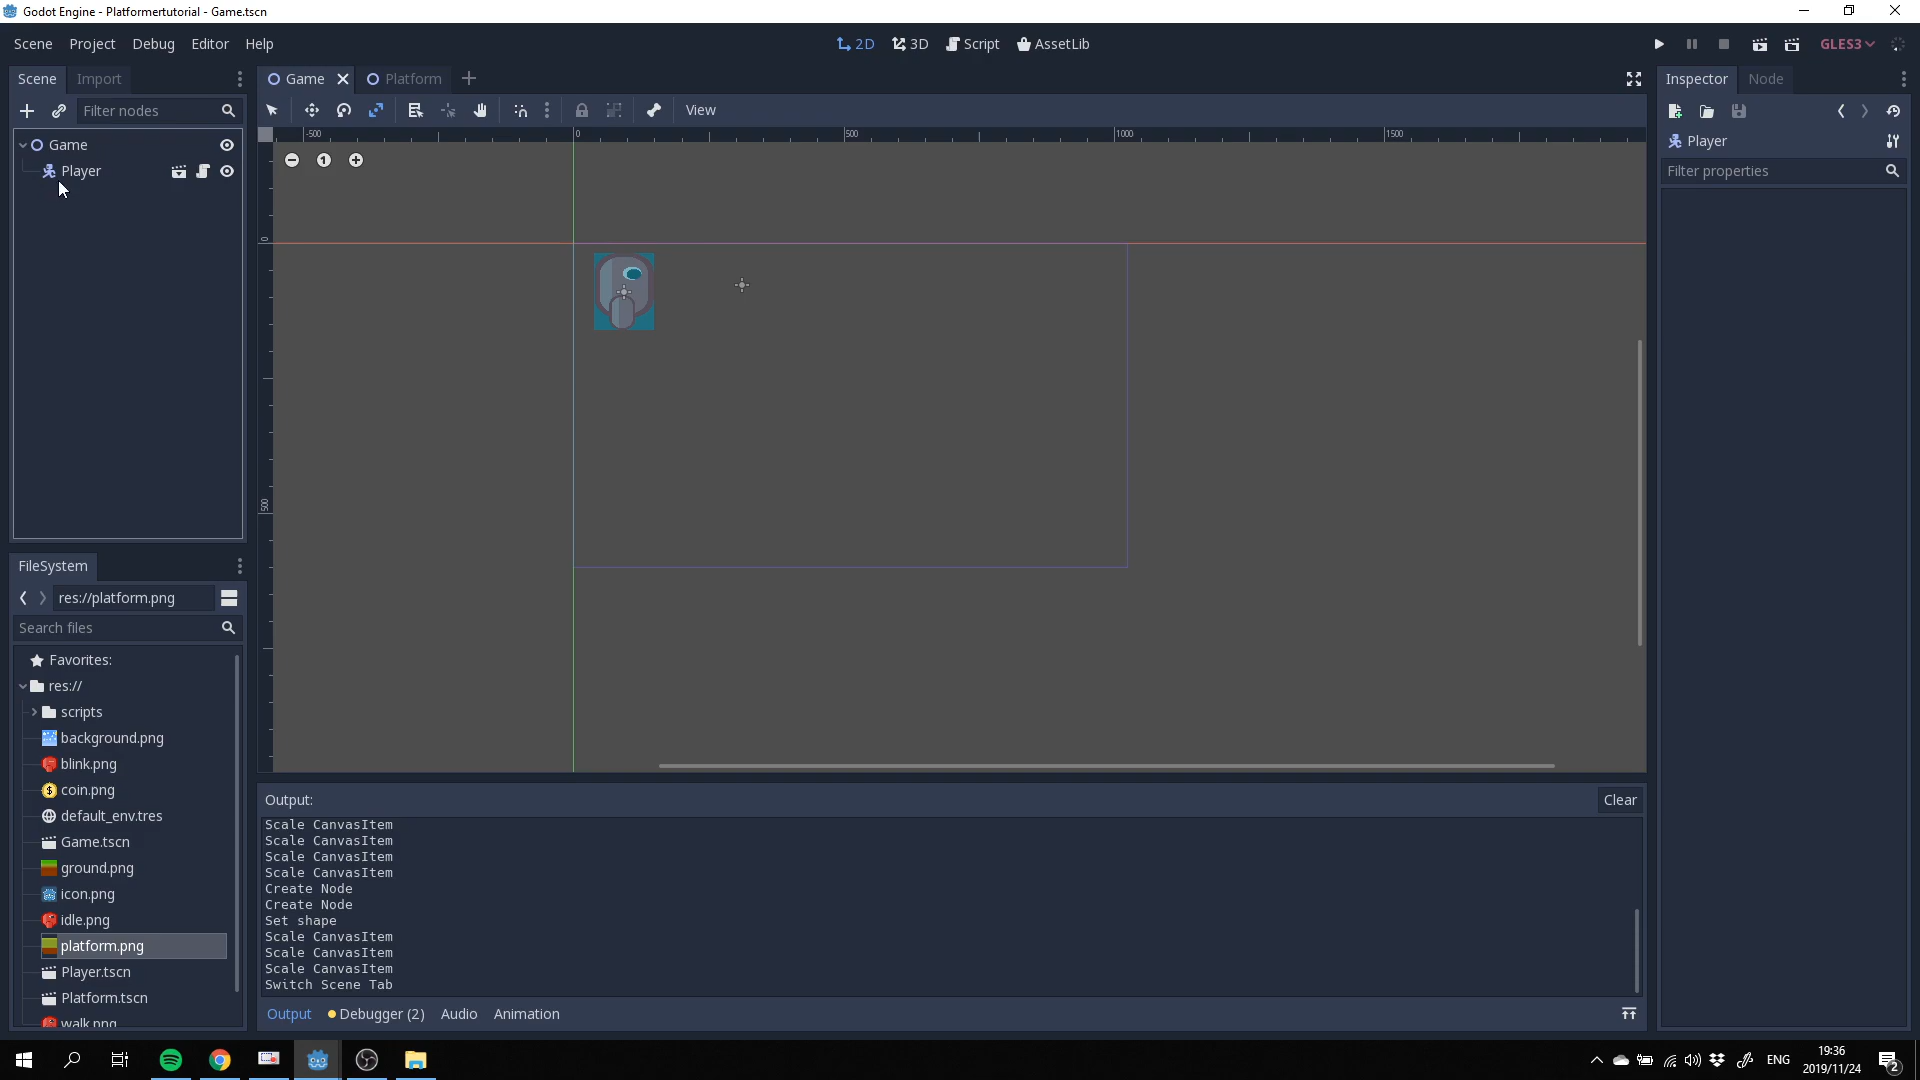 Godot Engine - Platformertutorial - Game.tscn
Scene Project Debug Editor Help
2D 3D Script AssetLib
GLES3
Scene Import
Game Platform
Inspector Node
Filter nodes
View
Game
Player
Player
Filter properties
-500 0 500 1000 1500
0
500
1
FileSystem
res://platform.png
Search files
Favorites:
res://
scripts
background.png
blink.png
coin.png
default_env.tres
Game.tscn
ground.png
icon.png
idle.png
platform.png
Player.tscn
Platform.tscn
walk.png
Output:
Clear
Scale CanvasItem
Scale CanvasItem
Scale CanvasItem
Scale CanvasItem
Create Node
Create Node
Set shape
Scale CanvasItem
Scale CanvasItem
Scale CanvasItem
Switch Scene Tab
Output Debugger (2) Audio Animation
ENG
19:36
2019/11/24
2